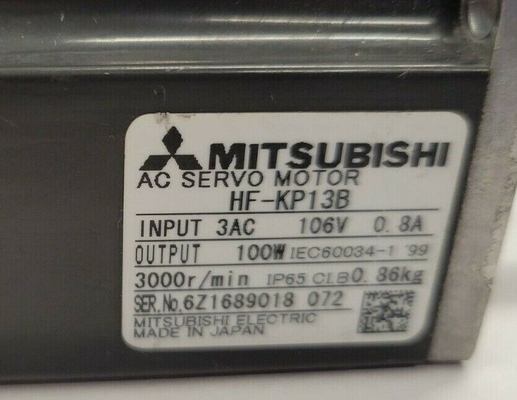 MITSUBISHI
AC SERVO MOTOR
HF-KP13B
INPUT 3AC 106V 0.8A
OUTPUT 100W IEC60034-1 '99
3000r/min IP65 Cl.B 0.86kg
SER.No.6Z1689018 072
MITSUBISHI ELECTRIC
MADE IN JAPAN